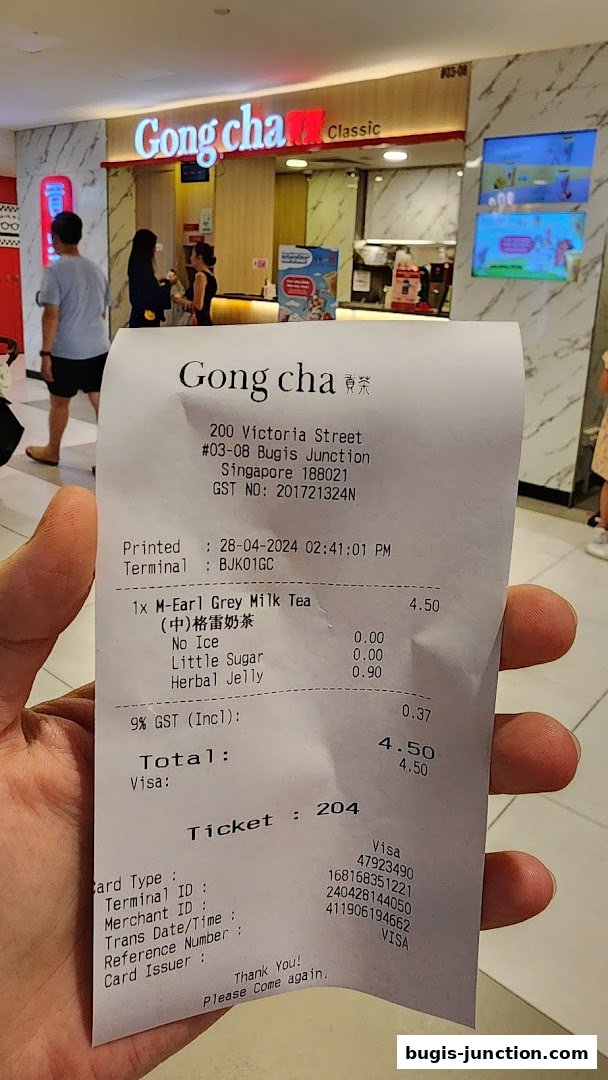 #03-08
Gong cha 貢茶 Classic
Gong cha 貢茶
200 Victoria Street
#03-08 Bugis Junction
Singapore 188021
GST NO: 201721324N
Printed : 28-04-2024 02:41:01 PM
Terminal : BJK01GC
1x M-Earl Grey Milk Tea 4.50
(中)格雷奶茶
No Ice 0.00
Little Sugar 0.00
Herbal Jelly 0.90
9% GST (Incl): 0.37
Total: 4.50
Visa: 4.50
Ticket : 204
Card Type : Visa
Terminal ID : 47923490
Merchant ID : 168168351221
Trans Date/Time : 240428144050
Reference Number : 411906194662
Card Issuer : VISA
Thank You!
Please Come again.
bugis-junction.com